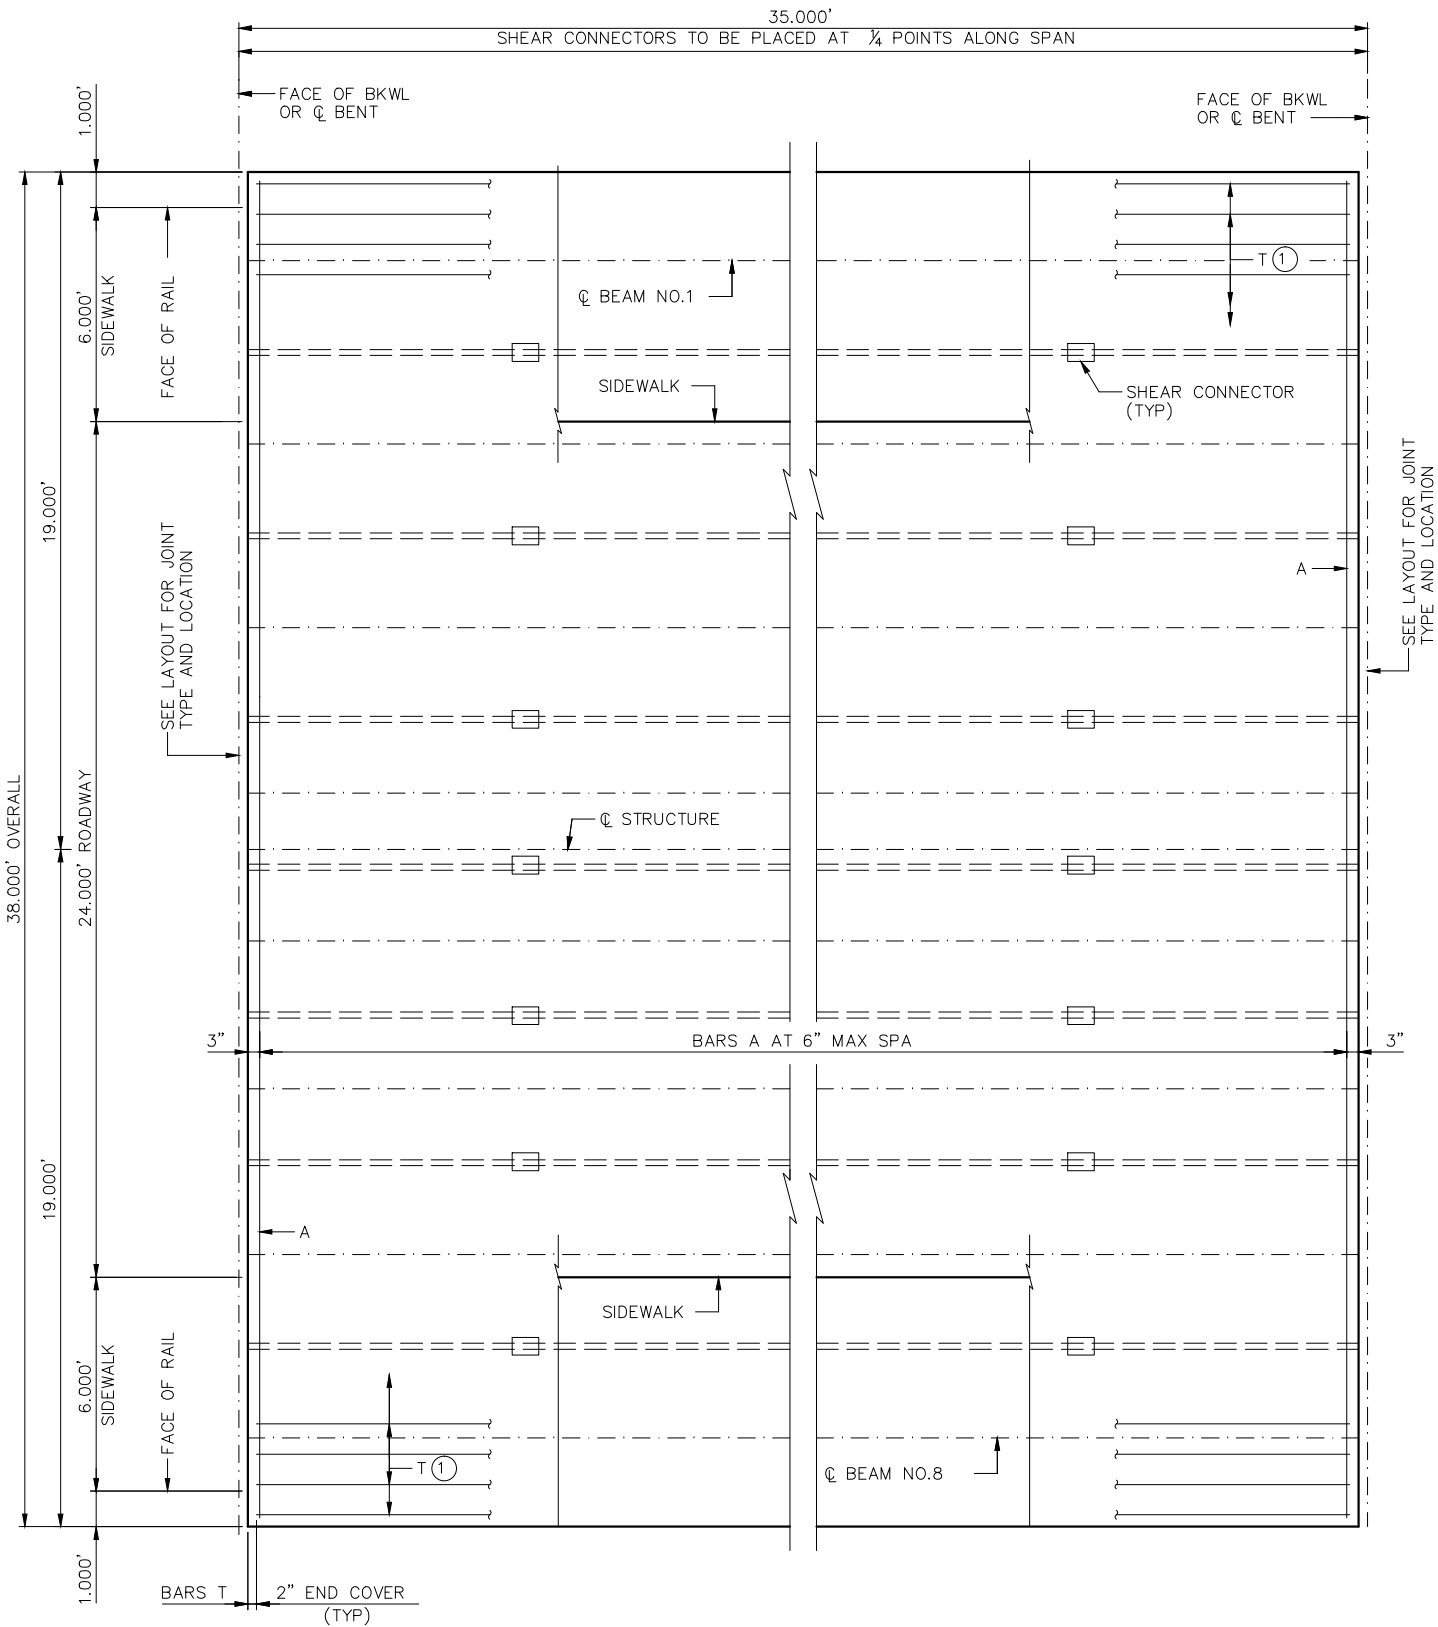 35.000'
SHEAR CONNECTORS TO BE PLACED AT ¼ POINTS ALONG SPAN
FACE OF BKWL
OR ℄ BENT
FACE OF BKWL
OR ℄ BENT
1.000'
6.000'
SIDEWALK
FACE OF RAIL
T 1
℄ BEAM NO.1
SIDEWALK
SHEAR CONNECTOR
(TYP)
19.000'
SEE LAYOUT FOR JOINT
TYPE AND LOCATION
A
SEE LAYOUT FOR JOINT
TYPE AND LOCATION
38.000' OVERALL
24.000' ROADWAY
℄ STRUCTURE
3"
BARS A AT 6" MAX SPA
3"
19.000'
A
SIDEWALK
6.000'
SIDEWALK
FACE OF RAIL
T 1
℄ BEAM NO.8
1.000'
BARS T
2" END COVER
(TYP)